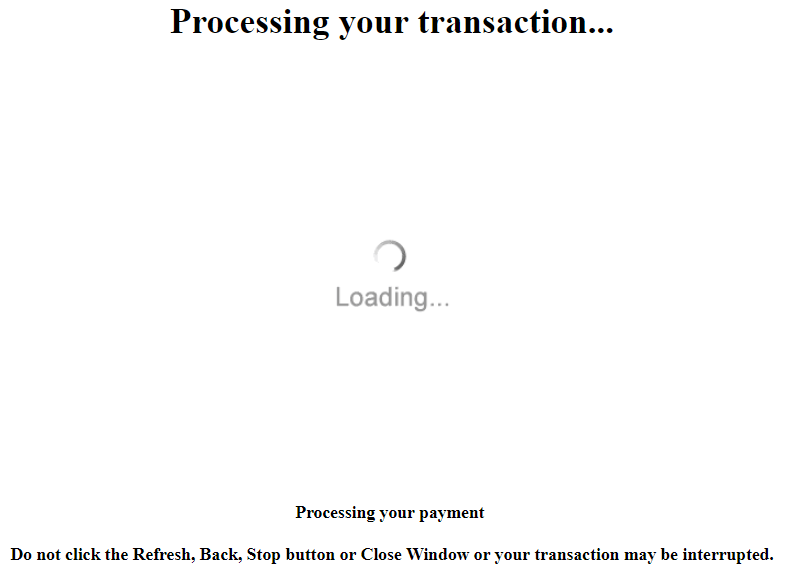 Processing your transaction...
Loading...
Processing your payment
Do not click the Refresh, Back, Stop button or Close Window or your transaction may be interrupted.